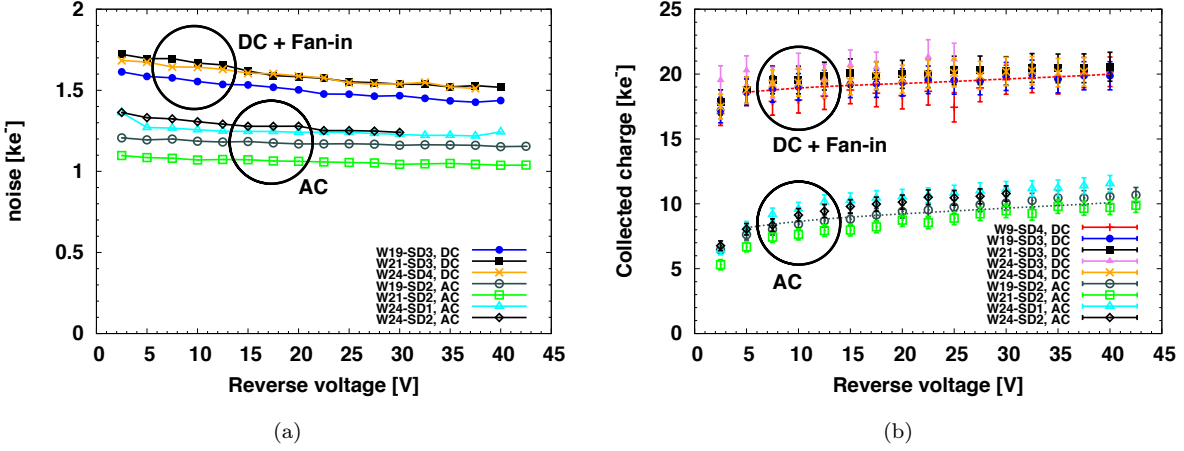 2
1.5
1
0.5
0
0 5 10 15 20 25 30 35 40 45
noise [ke⁻]
Reverse voltage [V]
DC + Fan-in
AC
W19-SD3, DC
W21-SD3, DC
W24-SD4, DC
W19-SD2, AC
W21-SD2, AC
W24-SD1, AC
W24-SD2, AC
(a)
25
20
15
10
5
0
0 5 10 15 20 25 30 35 40 45
Collected charge [ke⁻]
Reverse voltage [V]
DC + Fan-in
AC
W9-SD4, DC
W19-SD3, DC
W21-SD3, DC
W24-SD3, DC
W24-SD4, DC
W19-SD2, AC
W21-SD2, AC
W24-SD1, AC
W24-SD2, AC
(b)